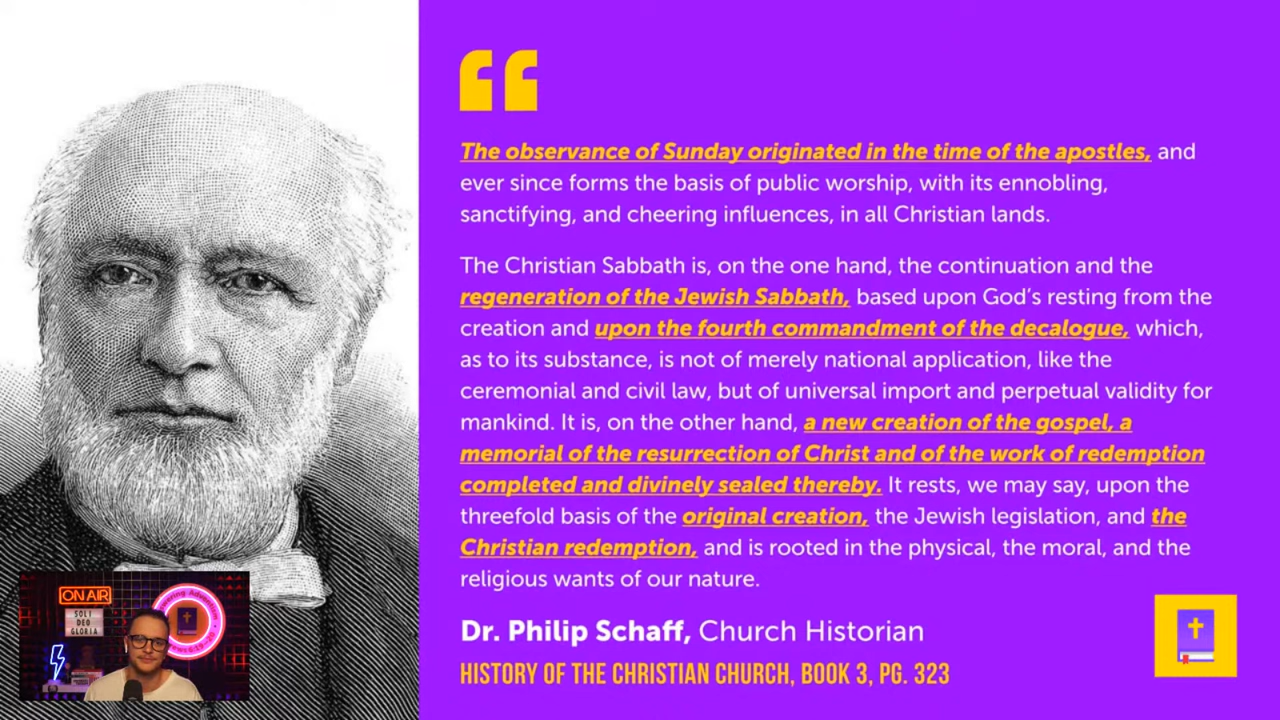 “
The observance of Sunday originated in the time of the apostles, and
ever since forms the basis of public worship, with its ennobling,
sanctifying, and cheering influences, in all Christian lands.
The Christian Sabbath is, on the one hand, the continuation and the
regeneration of the Jewish Sabbath, based upon God’s resting from the
creation and upon the fourth commandment of the decalogue, which,
as to its substance, is not of merely national application, like the
ceremonial and civil law, but of universal import and perpetual validity for
mankind. It is, on the other hand, a new creation of the gospel, a
memorial of the resurrection of Christ and of the work of redemption
completed and divinely sealed thereby. It rests, we may say, upon the
threefold basis of the original creation, the Jewish legislation, and the
Christian redemption, and is rooted in the physical, the moral, and the
religious wants of our nature.
Dr. Philip Schaff, Church Historian
HISTORY OF THE CHRISTIAN CHURCH, BOOK 3, PG. 323
ON AIR
SOLI
DEO
GLORIA